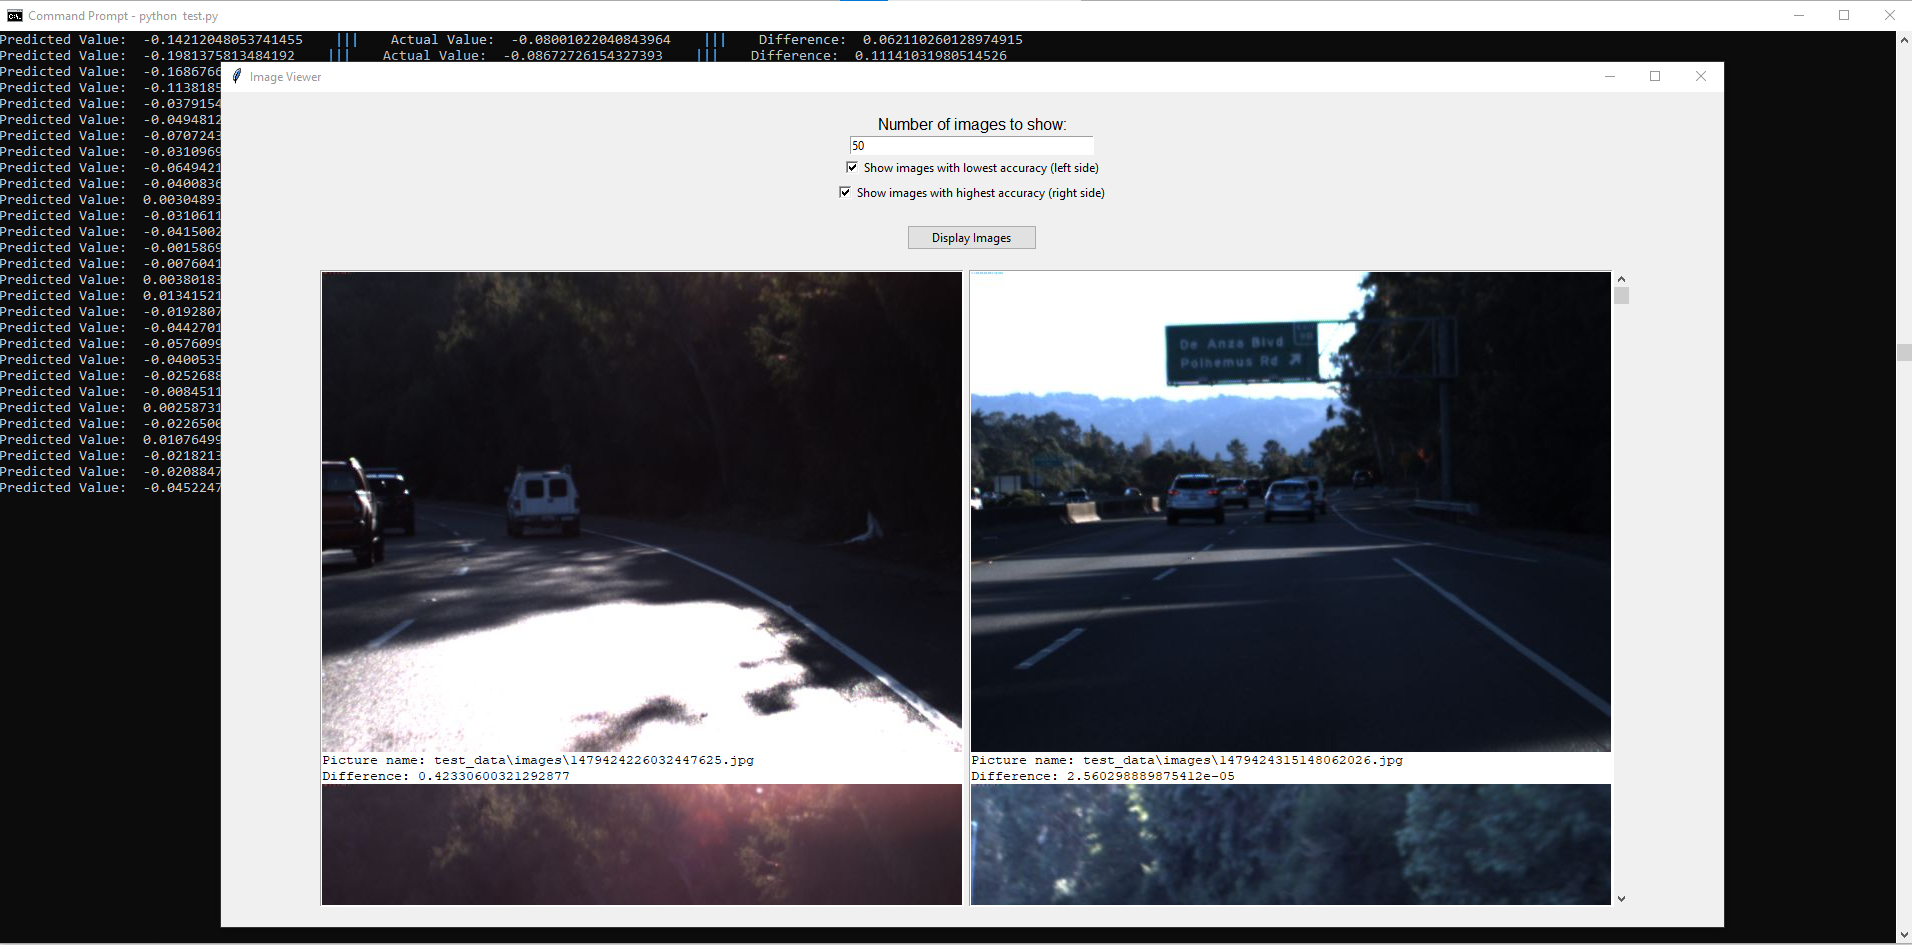 Command Prompt - python  test.py
Predicted Value:  -0.14212048053741455    |||    Actual Value:  -0.08001022040843964    |||    Difference:  0.062110260128974915
Predicted Value:  -0.1981375813484192    |||    Actual Value:  -0.08672726154327393    |||    Difference:  0.11141031980514526
Predicted Value:  -0.1686766
Predicted Value:  -0.1138185
Predicted Value:  -0.0379154
Predicted Value:  -0.0494812
Predicted Value:  -0.0707243
Predicted Value:  -0.0310969
Predicted Value:  -0.0649421
Predicted Value:  -0.0400836
Predicted Value:  0.00304893
Predicted Value:  -0.0310611
Predicted Value:  -0.0415002
Predicted Value:  -0.0015869
Predicted Value:  -0.0076041
Predicted Value:  0.00380183
Predicted Value:  0.01341521
Predicted Value:  -0.0192807
Predicted Value:  -0.0442701
Predicted Value:  -0.0576099
Predicted Value:  -0.0400535
Predicted Value:  -0.0252688
Predicted Value:  -0.0084511
Predicted Value:  0.00258731
Predicted Value:  -0.0226500
Predicted Value:  0.01076499
Predicted Value:  -0.0218213
Predicted Value:  -0.0208847
Predicted Value:  -0.0452247
Image Viewer
Number of images to show:
50
Show images with lowest accuracy (left side)
Show images with highest accuracy (right side)
Display Images
De Anza Blvd
Polhemus Rd
Picture name: test_data\images\1479424226032447625.jpg
Difference: 0.42330600321292877
Picture name: test_data\images\1479424315148062026.jpg
Difference: 2.560298889875412e-05